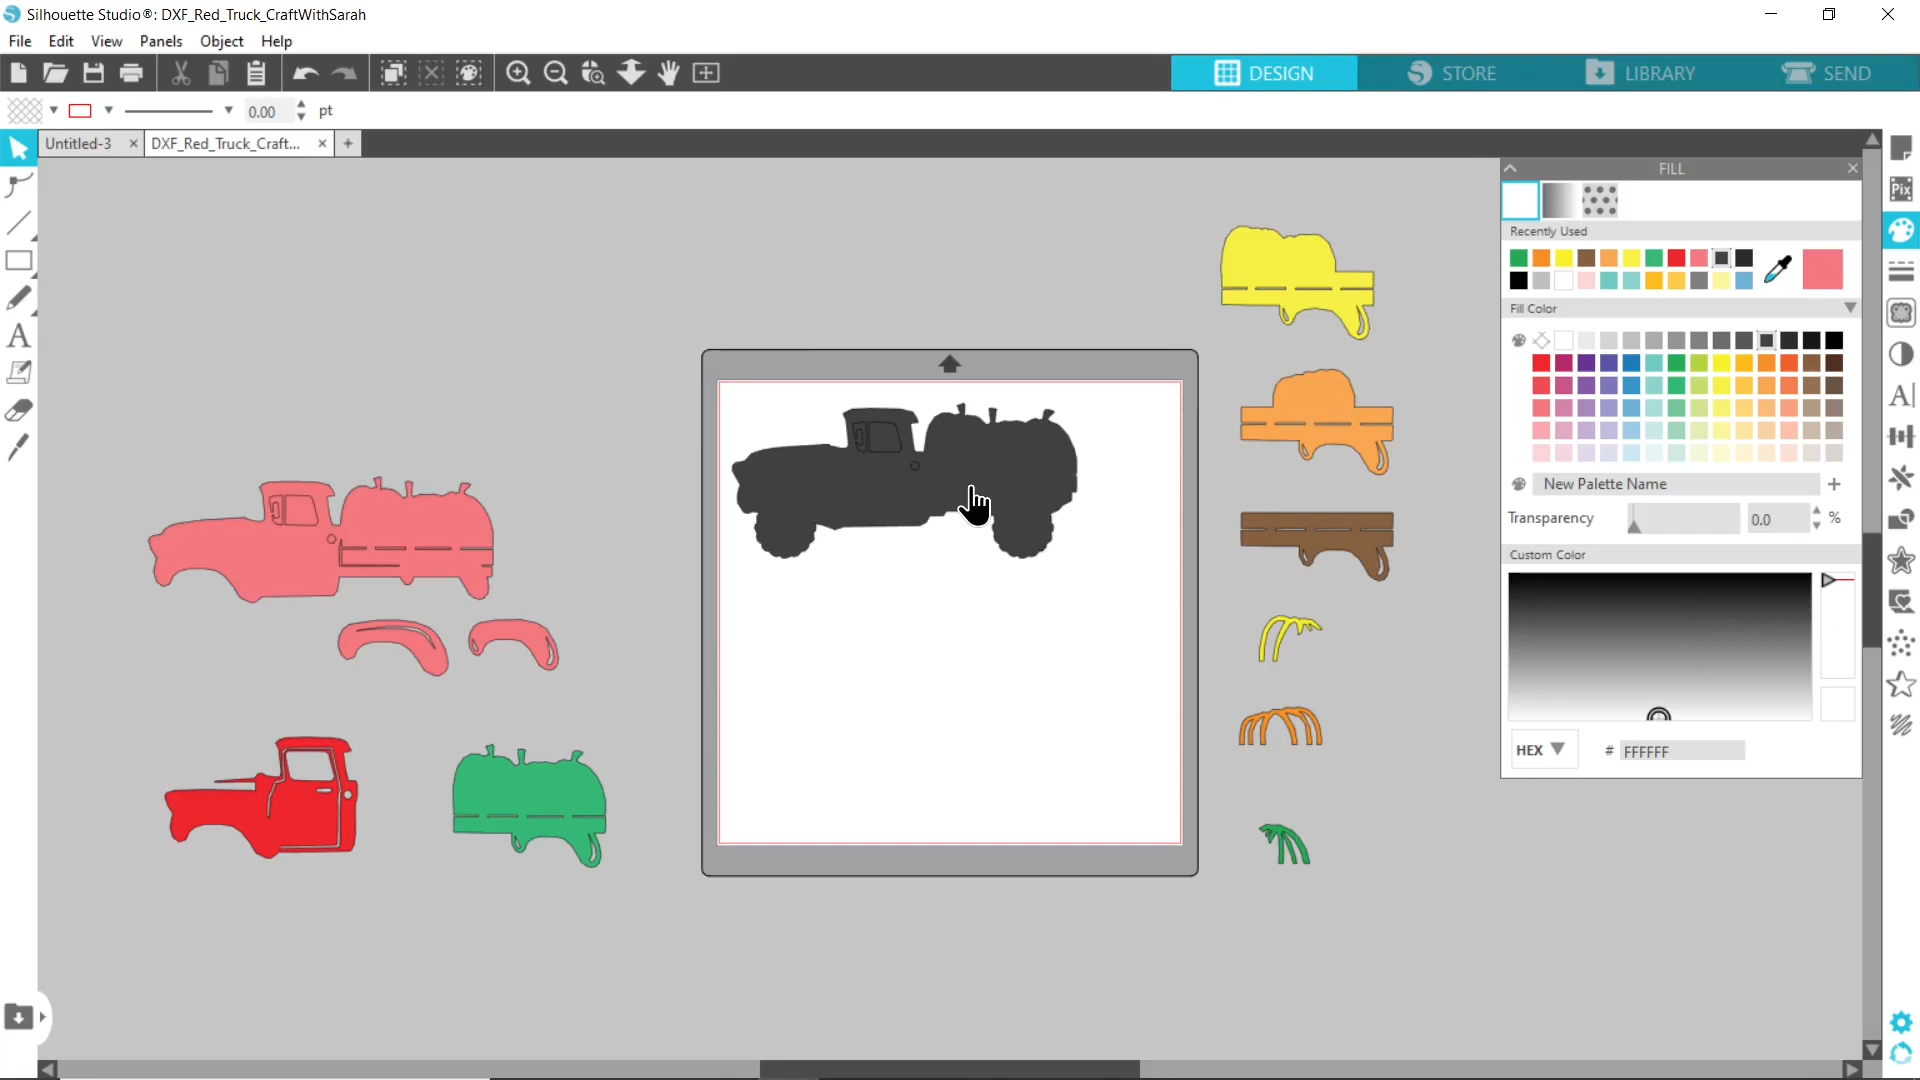 Silhouette Studio®: DXF_Red_Truck_CraftWithSarah
File Edit View Panels Object Help
DESIGN STORE LIBRARY SEND
0.00 pt
Untitled-3 DXF_Red_Truck_Craft...
FILL
Pix
Recently Used
Fill Color
New Palette Name
Transparency 0.0 %
Custom Color
HEX # FFFFFF